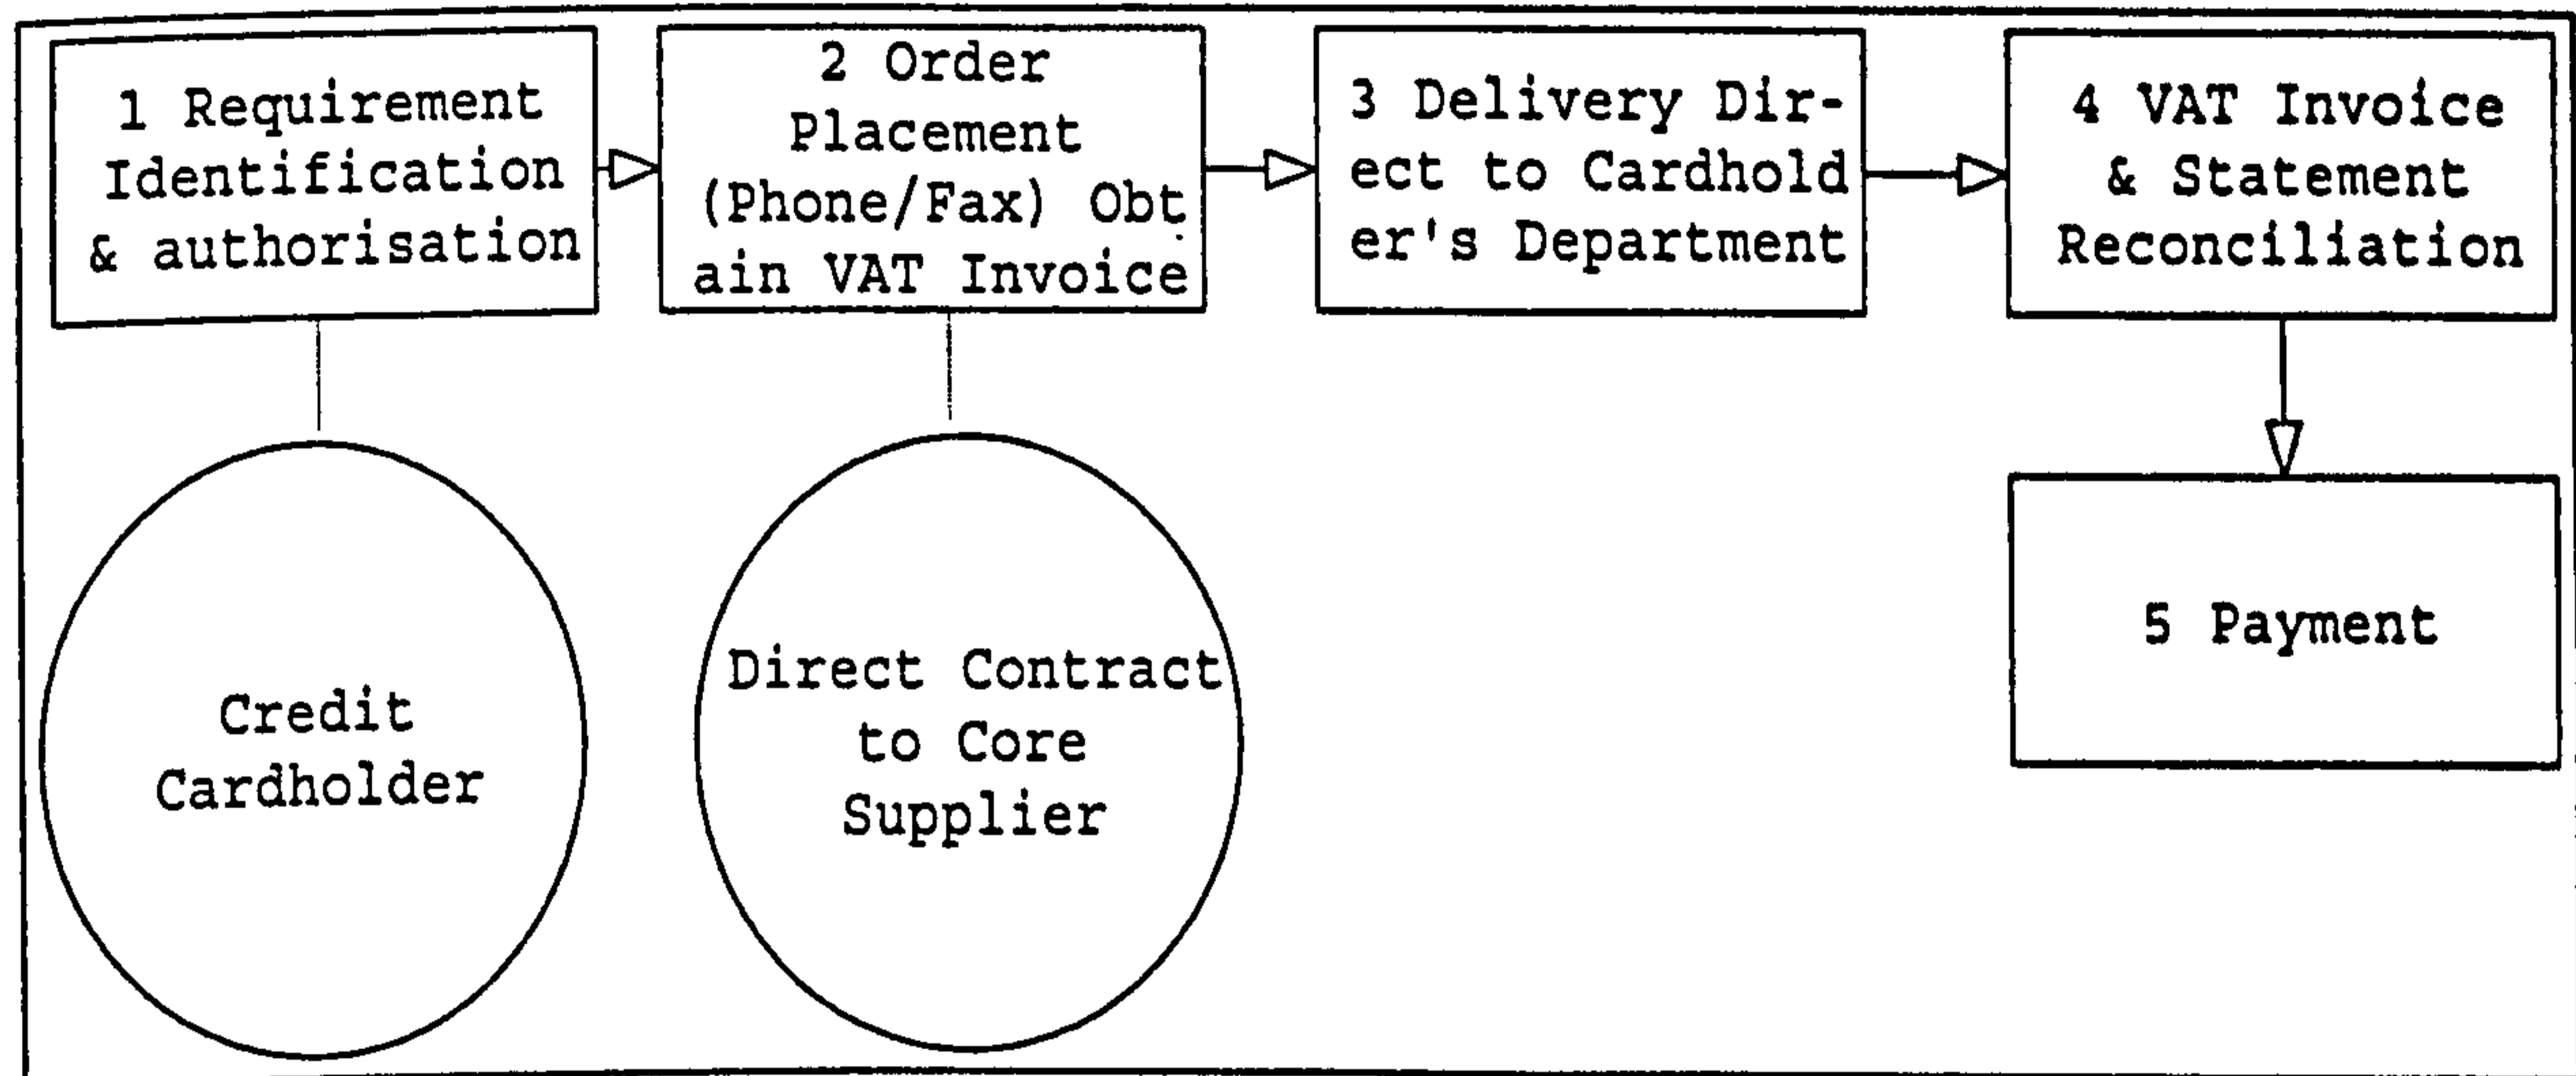 1 Requirement
Identification
& authorisation
2 Order
Placement
(Phone/Fax) Obt
ain VAT Invoice
3 Delivery Dir-
ect to Cardhold
er's Department
4 VAT Invoice
& Statement
Reconciliation
Credit
Cardholder
Direct Contract
to Core
Supplier
5 Payment